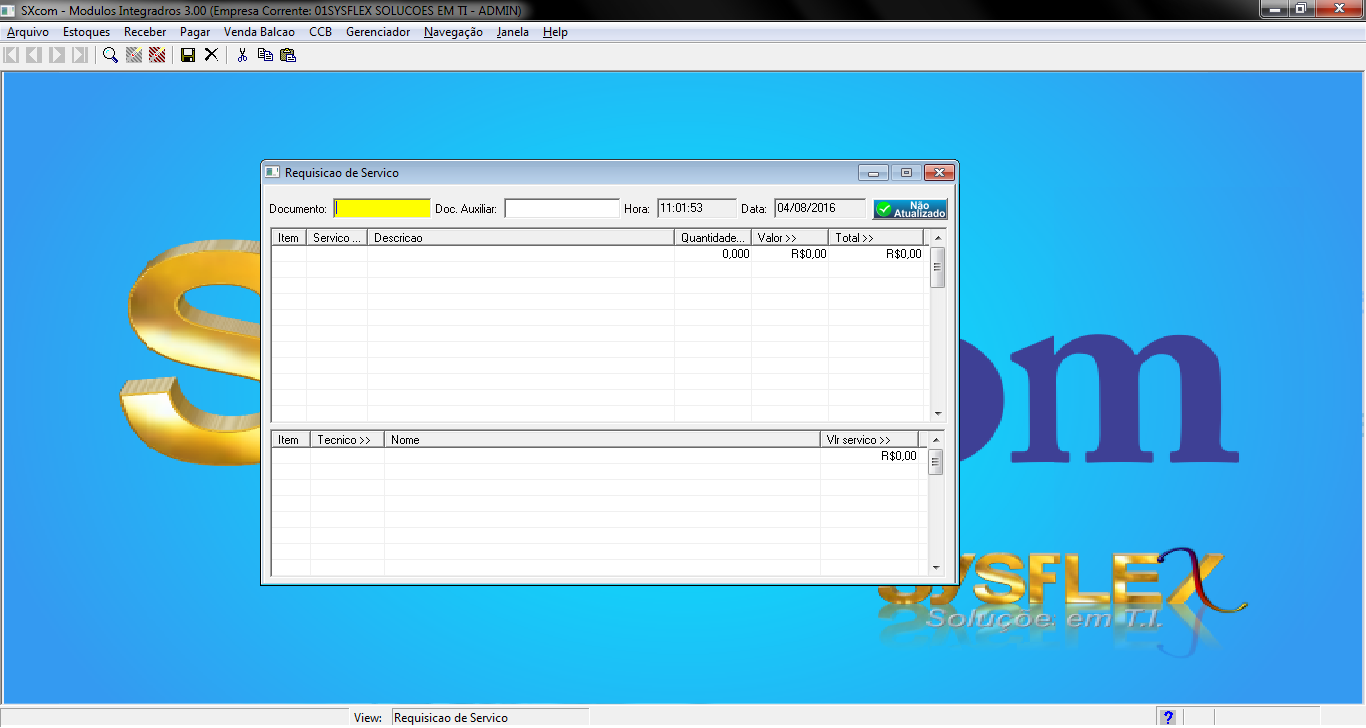 SXcom - Modulos Integradros 3.00 (Empresa Corrente: 01SYSFLEX SOLUCOES EM TI - ADMIN)
Arquivo Estoques Receber Pagar Venda Balcao CCB Gerenciador Navegação Janela Help
Requisicao de Servico
Documento: Doc. Auxiliar: Hora: 11:01:53 Data: 04/08/2016 Não Atualizado
Item Servico ... Descricao Quantidade... Valor >> Total >>
0,000 R$0,00 R$0,00
Item Tecnico >> Nome Vlr servico >>
R$0,00
om
SYSFLEX
Soluçõe. em T.I.
View: Requisicao de Servico